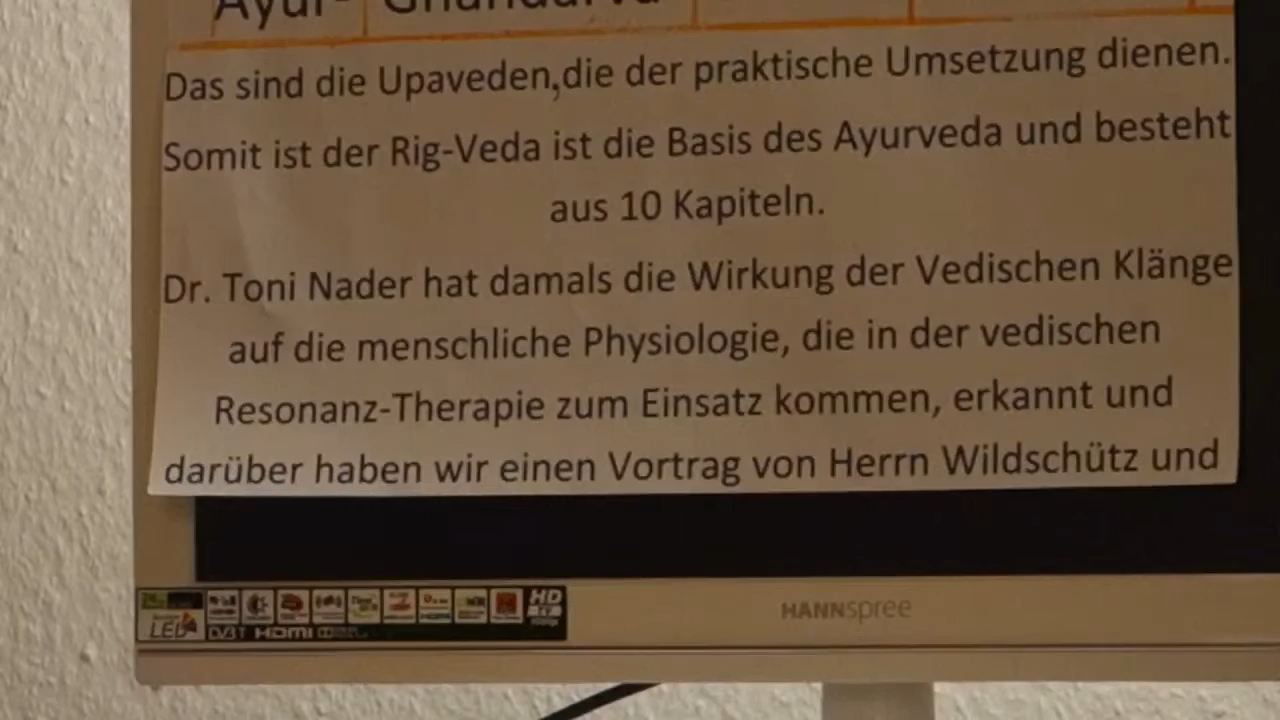 Ayur-
Das sind die Upaveden,die der praktische Umsetzung dienen.
Somit ist der Rig-Veda ist die Basis des Ayurveda und besteht
aus 10 Kapiteln.
Dr. Toni Nader hat damals die Wirkung der Vedischen Klänge
auf die menschliche Physiologie, die in der vedischen
Resonanz-Therapie zum Einsatz kommen, erkannt und
darüber haben wir einen Vortrag von Herrn Wildschütz und
HANNspree
HD
LED DVB-T HDMI